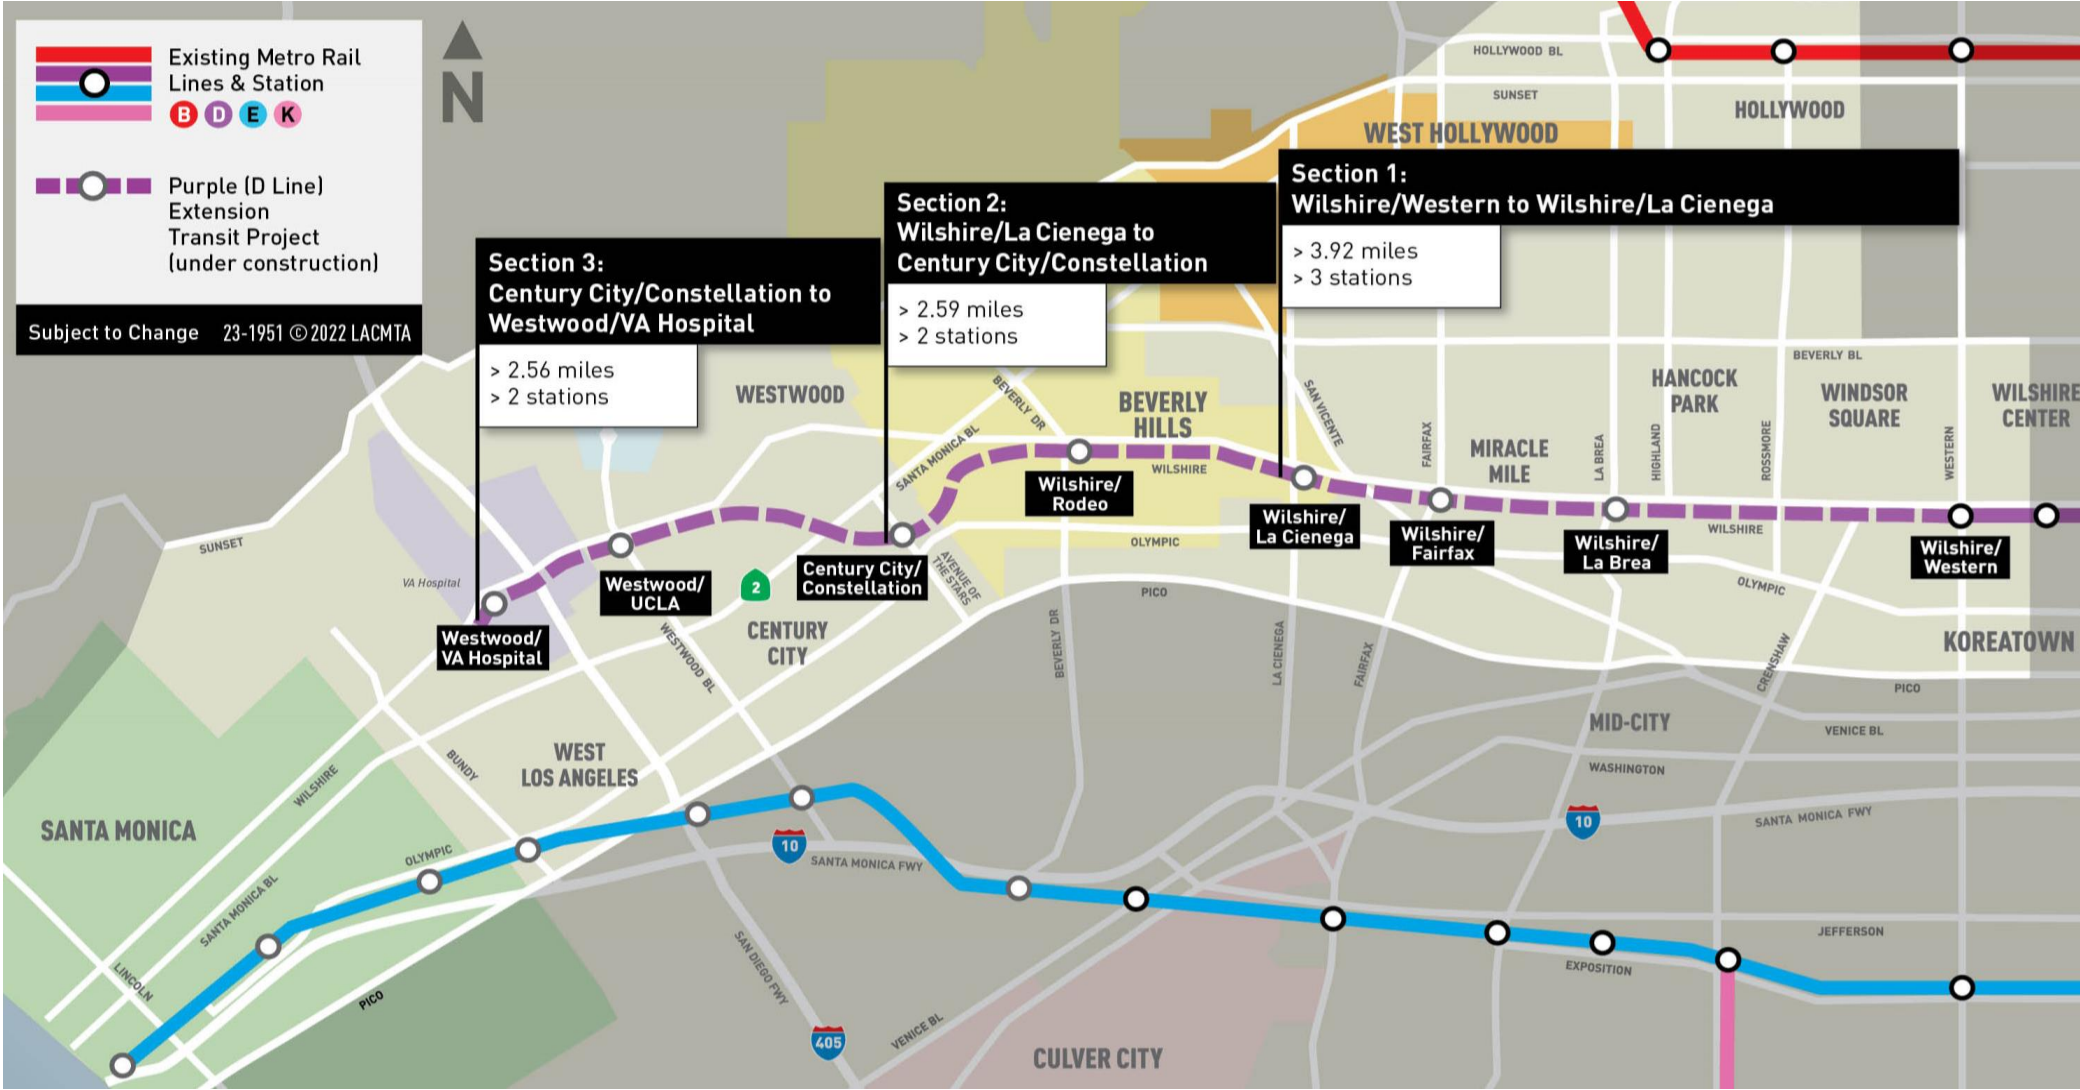 Existing Metro Rail
Lines & Station
B D E K
Purple (D Line)
Extension
Transit Project
(under construction)
Subject to Change 23-1951 ©2022 LACMTA
N
Section 3:
Century City/Constellation to
Westwood/VA Hospital
> 2.56 miles
> 2 stations
Section 2:
Wilshire/La Cienega to
Century City/Constellation
> 2.59 miles
> 2 stations
Section 1:
Wilshire/Western to Wilshire/La Cienega
> 3.92 miles
> 3 stations
HOLLYWOOD BL
SUNSET
HOLLYWOOD
WEST HOLLYWOOD
BEVERLY BL
WESTWOOD
BEVERLY DR
BEVERLY
HILLS
SAN VICENTE
HANCOCK
PARK
WINDSOR
SQUARE
WILSHIRE
CENTER
SANTA MONICA BL
WILSHIRE
FAIRFAX
MIRACLE
MILE
LA BREA
HIGHLAND
ROSSMORE
WESTERN
Wilshire/
Rodeo
Wilshire/
La Cienega
Wilshire/
Fairfax
Wilshire/
La Brea
WILSHIRE
Wilshire/
Western
SUNSET
VA Hospital
OLYMPIC
Westwood/
UCLA
2
Century City/
Constellation
AVENUE OF
THE STARS
PICO
OLYMPIC
Westwood/
VA Hospital
WESTWOOD BL
CENTURY
CITY
BEVERLY DR
LA CIENEGA
FAIRFAX
CRENSHAW
KOREATOWN
PICO
MID-CITY
VENICE BL
WASHINGTON
WEST
LOS ANGELES
BUNDY
WILSHIRE
SANTA MONICA
OLYMPIC
10
SANTA MONICA FWY
10
SANTA MONICA FWY
SANTA MONICA BL
LINCOLN
PICO
SAN DIEGO FWY
JEFFERSON
EXPOSITION
405
VENICE BL
CULVER CITY